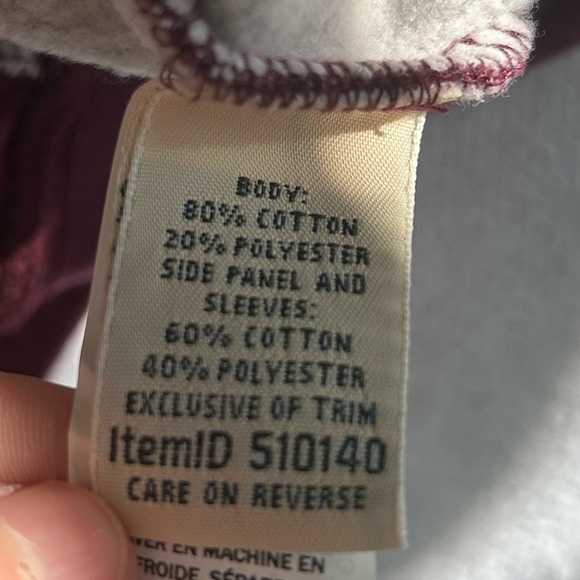 BODY:
80% COTTON
20% POLYESTER
SIDE PANEL AND
SLEEVES:
60% COTTON
40% POLYESTER
EXCLUSIVE OF TRIM
ItemID 510140
CARE ON REVERSE
EN MACHINE EN
FROIDE,